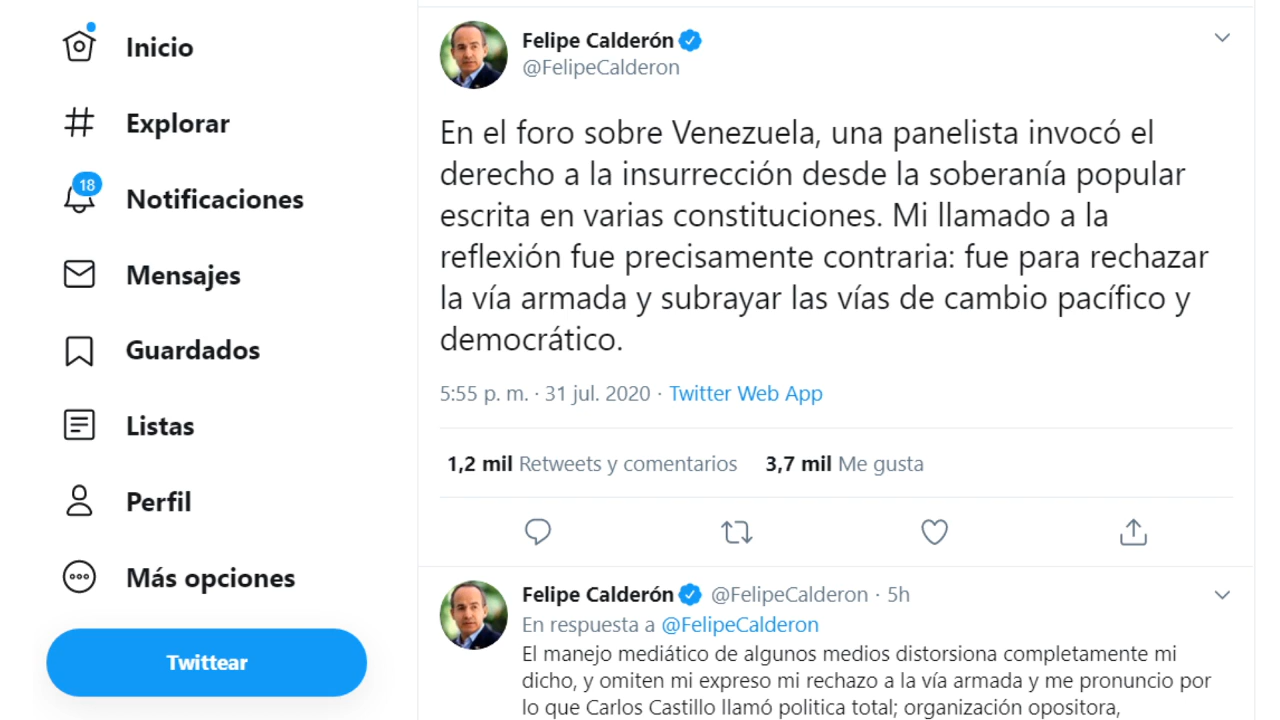 Inicio
Explorar
18
Notificaciones
Mensajes
Guardados
Listas
Perfil
Más opciones
Twittear
Felipe Calderón
@FelipeCalderon
En el foro sobre Venezuela, una panelista invocó el
derecho a la insurrección desde la soberanía popular
escrita en varias constituciones. Mi llamado a la
reflexión fue precisamente contraria: fue para rechazar
la vía armada y subrayar las vías de cambio pacífico y
democrático.
5:55 p. m. · 31 jul. 2020 · Twitter Web App
1,2 mil Retweets y comentarios 3,7 mil Me gusta
Felipe Calderón @FelipeCalderon · 5h
En respuesta a @FelipeCalderon
El manejo mediático de algunos medios distorsiona completamente mi
dicho, y omiten mi expreso mi rechazo a la vía armada y me pronuncio por
lo que Carlos Castillo llamó politica total; organización opositora,